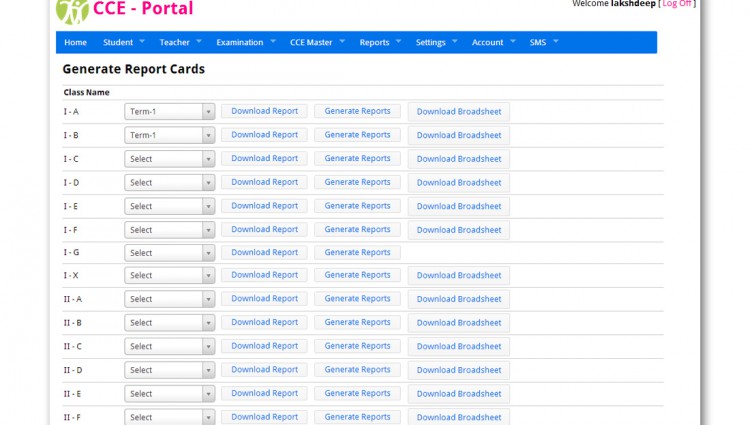 CCE - Portal
Welcome lakshdeep [ Log Off ]
Home Student Teacher Examination CCE Master Reports Settings Account SMS
Generate Report Cards
Class Name
I - A Term-1 Download Report Generate Reports Download Broadsheet
I - B Term-1 Download Report Generate Reports Download Broadsheet
I - C Select Download Report Generate Reports Download Broadsheet
I - D Select Download Report Generate Reports Download Broadsheet
I - E Select Download Report Generate Reports Download Broadsheet
I - F Select Download Report Generate Reports Download Broadsheet
I - G Select Download Report Generate Reports
I - X Select Download Report Generate Reports Download Broadsheet
II - A Select Download Report Generate Reports Download Broadsheet
II - B Select Download Report Generate Reports Download Broadsheet
II - C Select Download Report Generate Reports Download Broadsheet
II - D Select Download Report Generate Reports Download Broadsheet
II - E Select Download Report Generate Reports Download Broadsheet
II - F Select Download Report Generate Reports Download Broadsheet